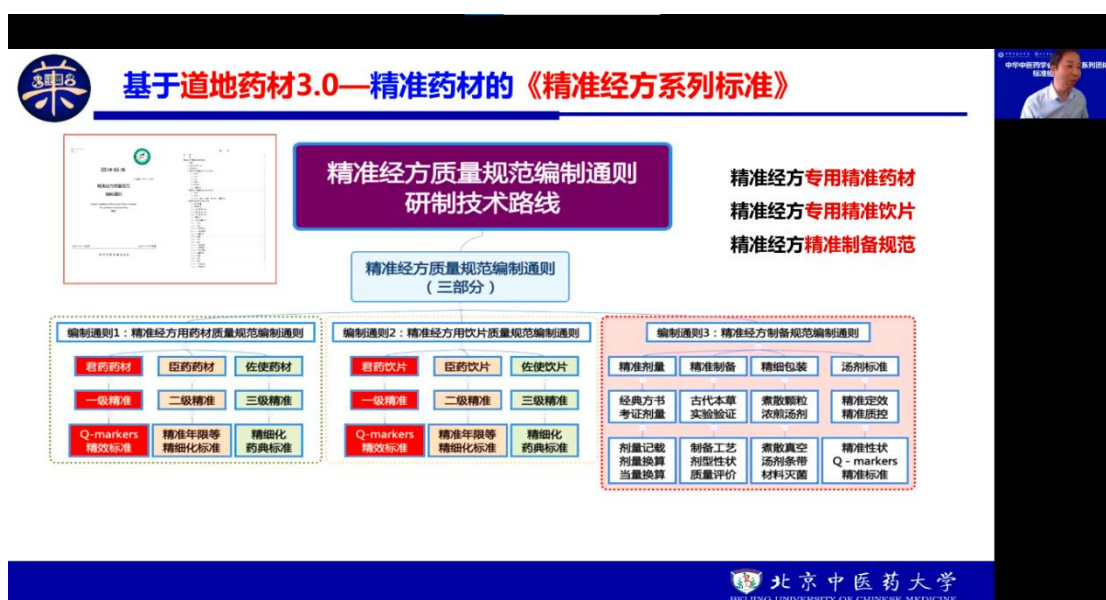 基于道地药材3.0—精准药材的《精准经方系列标准》
精准经方质量规范编制通则
研制技术路线
精准经方专用精准药材
精准经方专用精准饮片
精准经方精准制备规范
精准经方质量规范编制通则
（三部分）
编制通则1：精准经方用药材质量规范编制通则
君药药材
臣药药材
佐使药材
一级精准
二级精准
三级精准
Q-markers
精效标准
精准年限等
精细化标准
精细化
药典标准
编制通则2：精准经方用饮片质量规范编制通则
君药饮片
臣药饮片
佐使饮片
一级精准
二级精准
三级精准
Q-markers
精效标准
精准年限等
精细化标准
精细化
药典标准
编制通则3：精准经方制备规范编制通则
精准剂量
精准制备
精细包装
汤剂标准
经典方书
考证剂量
古代本草
实验验证
煮散颗粒
浓煎汤剂
精准定效
精准质控
剂量记载
剂量换算
当量换算
制备工艺
剂型性状
质量评价
煮散真空
汤剂条带
材料灭菌
精准性状
Q - markers
精准标准
北京中医药大学
BEIJING UNIVERSITY OF CHINESE MEDICINE